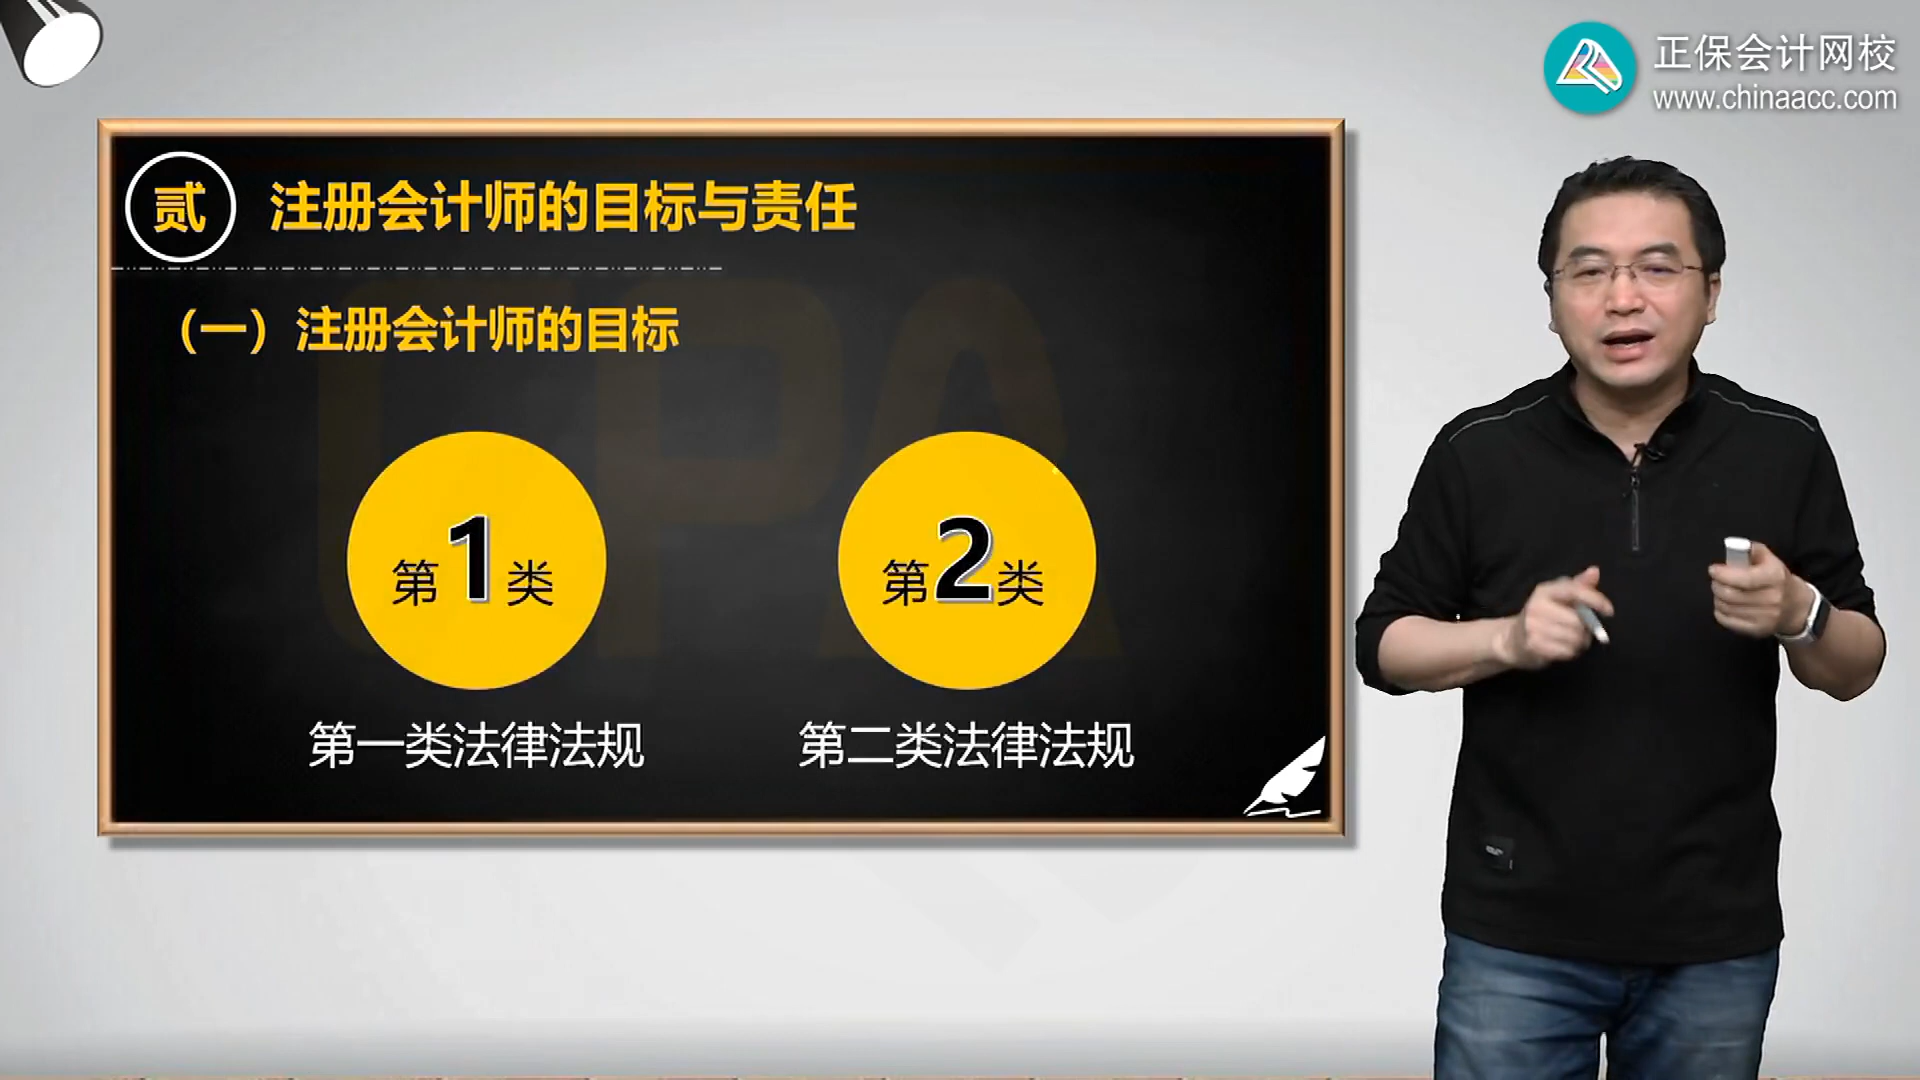 正保会计网校
www.chinaacc.com
贰 注册会计师的目标与责任
（一）注册会计师的目标
第1类
第2类
第一类法律法规
第二类法律法规
CPA